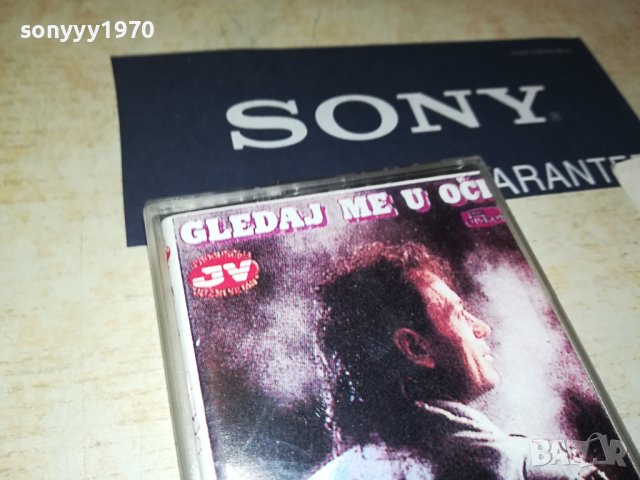 sonyyy1970
SONY
ARANTE
GLEDAJ ME U OČI
JV
BAZAR